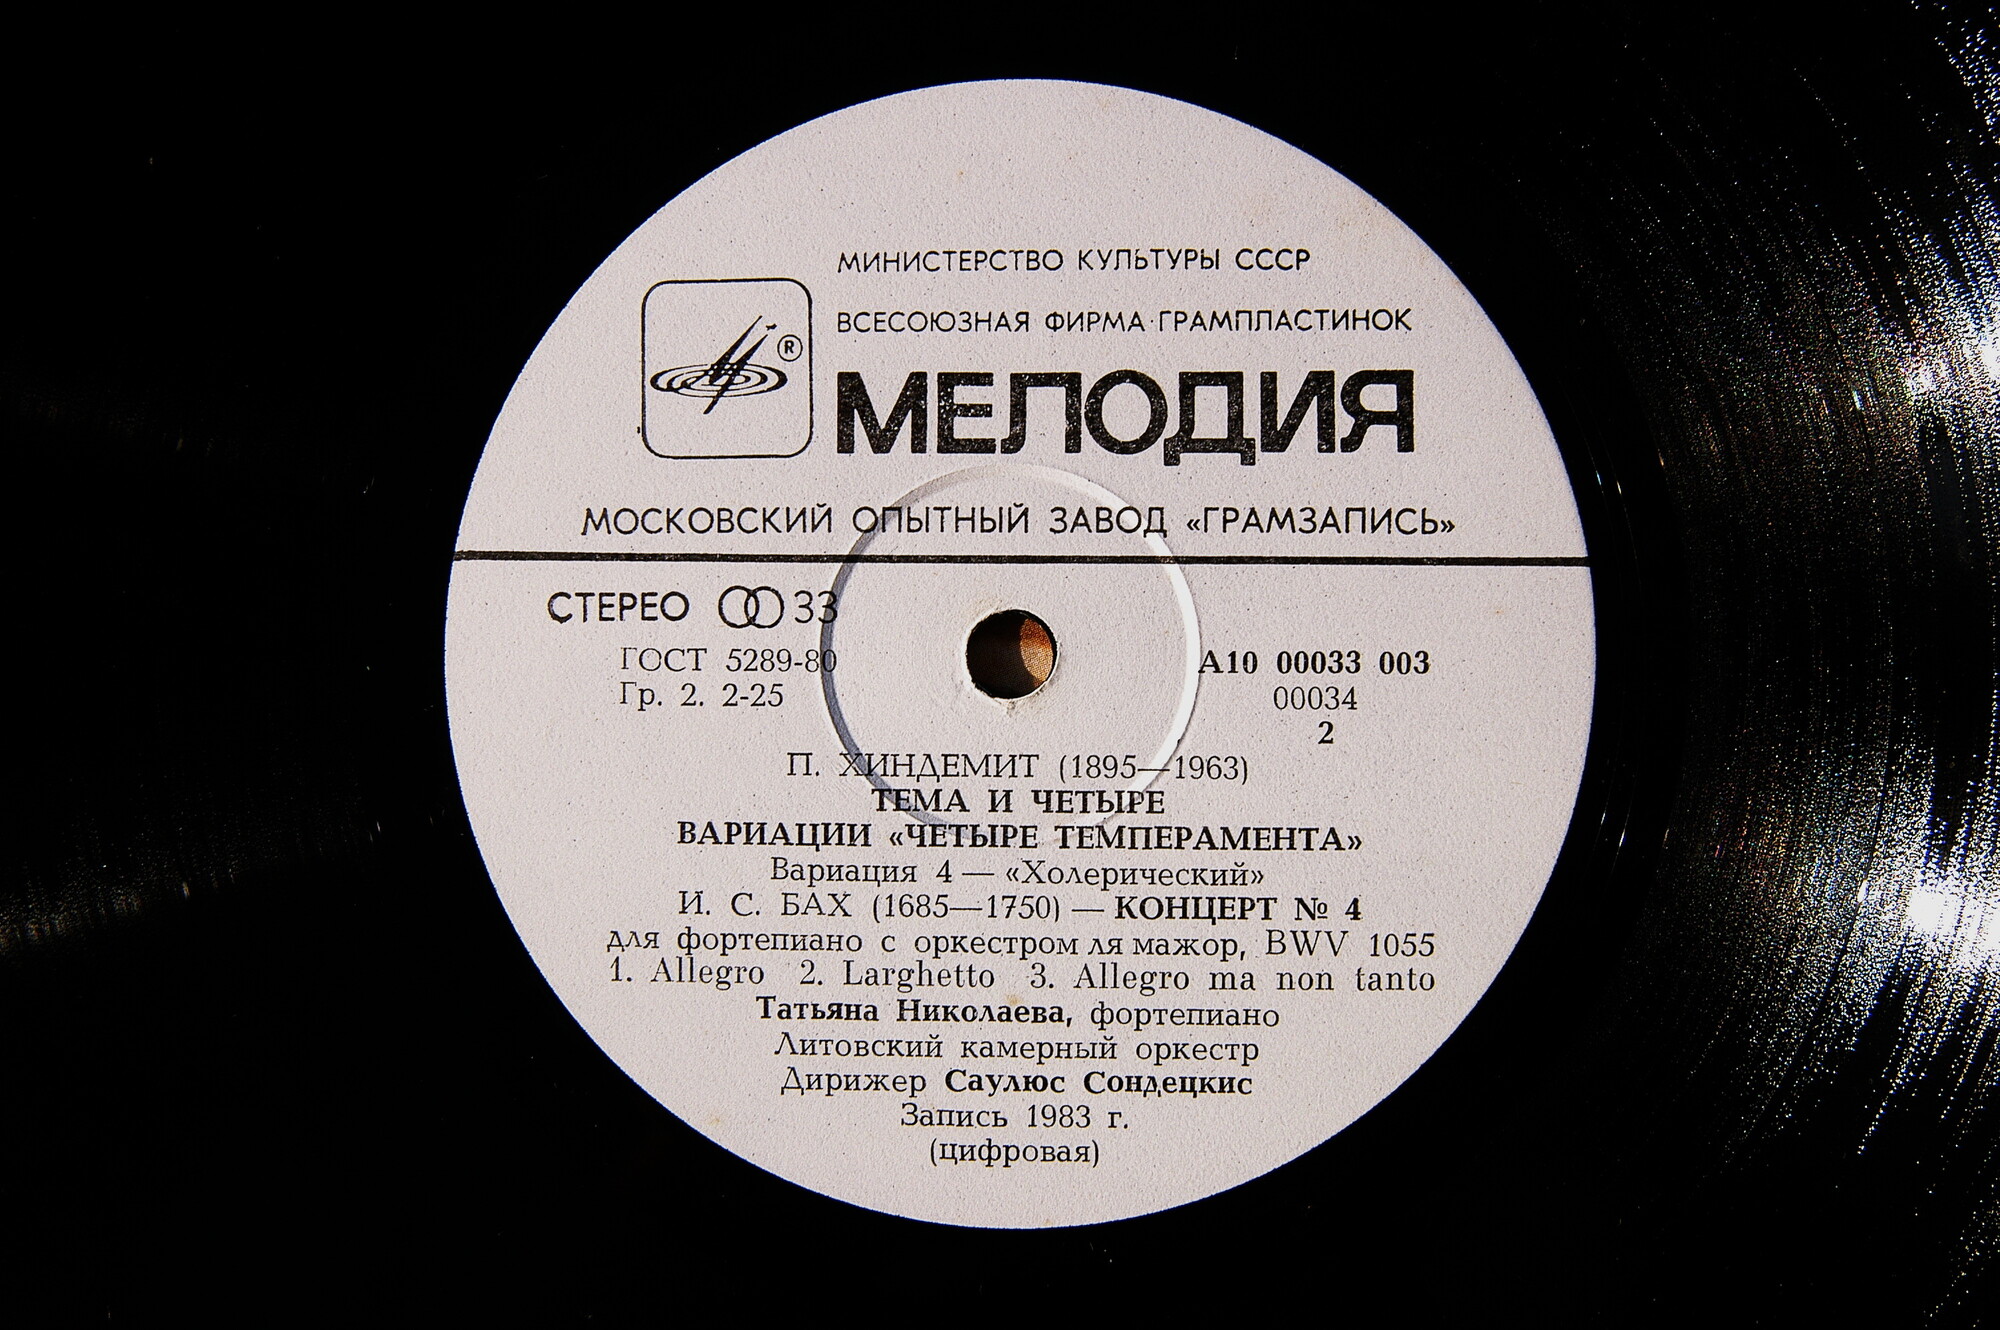 МИНИСТЕРСТВО КУЛЬТУРЫ СССР
ВСЕСОЮЗНАЯ ФИРМА·ГРАМПЛАСТИНОК
®
МЕЛОДИЯ
МОСКОВСКИЙ ОПЫТНЫЙ ЗАВОД «ГРАМЗАПИСЬ»
СТЕРЕО 33
ГОСТ 5289-80
Гр. 2. 2-25
А10 00033 003
00034
2
П. ХИНДЕМИТ (1895—1963)
ТЕМА И ЧЕТЫРЕ
ВАРИАЦИИ «ЧЕТЫРЕ ТЕМПЕРАМЕНТА»
Вариация 4 — «Холерический»
И. С. БАХ (1685—1750) — КОНЦЕРТ № 4
для фортепиано с оркестром ля мажор, BWV 1055
1. Allegro 2. Larghetto 3. Allegro ma non tanto
Татьяна Николаева, фортепиано
Литовский камерный оркестр
Дирижер Саулюс Сондецкис
Запись 1983 г.
(цифровая)